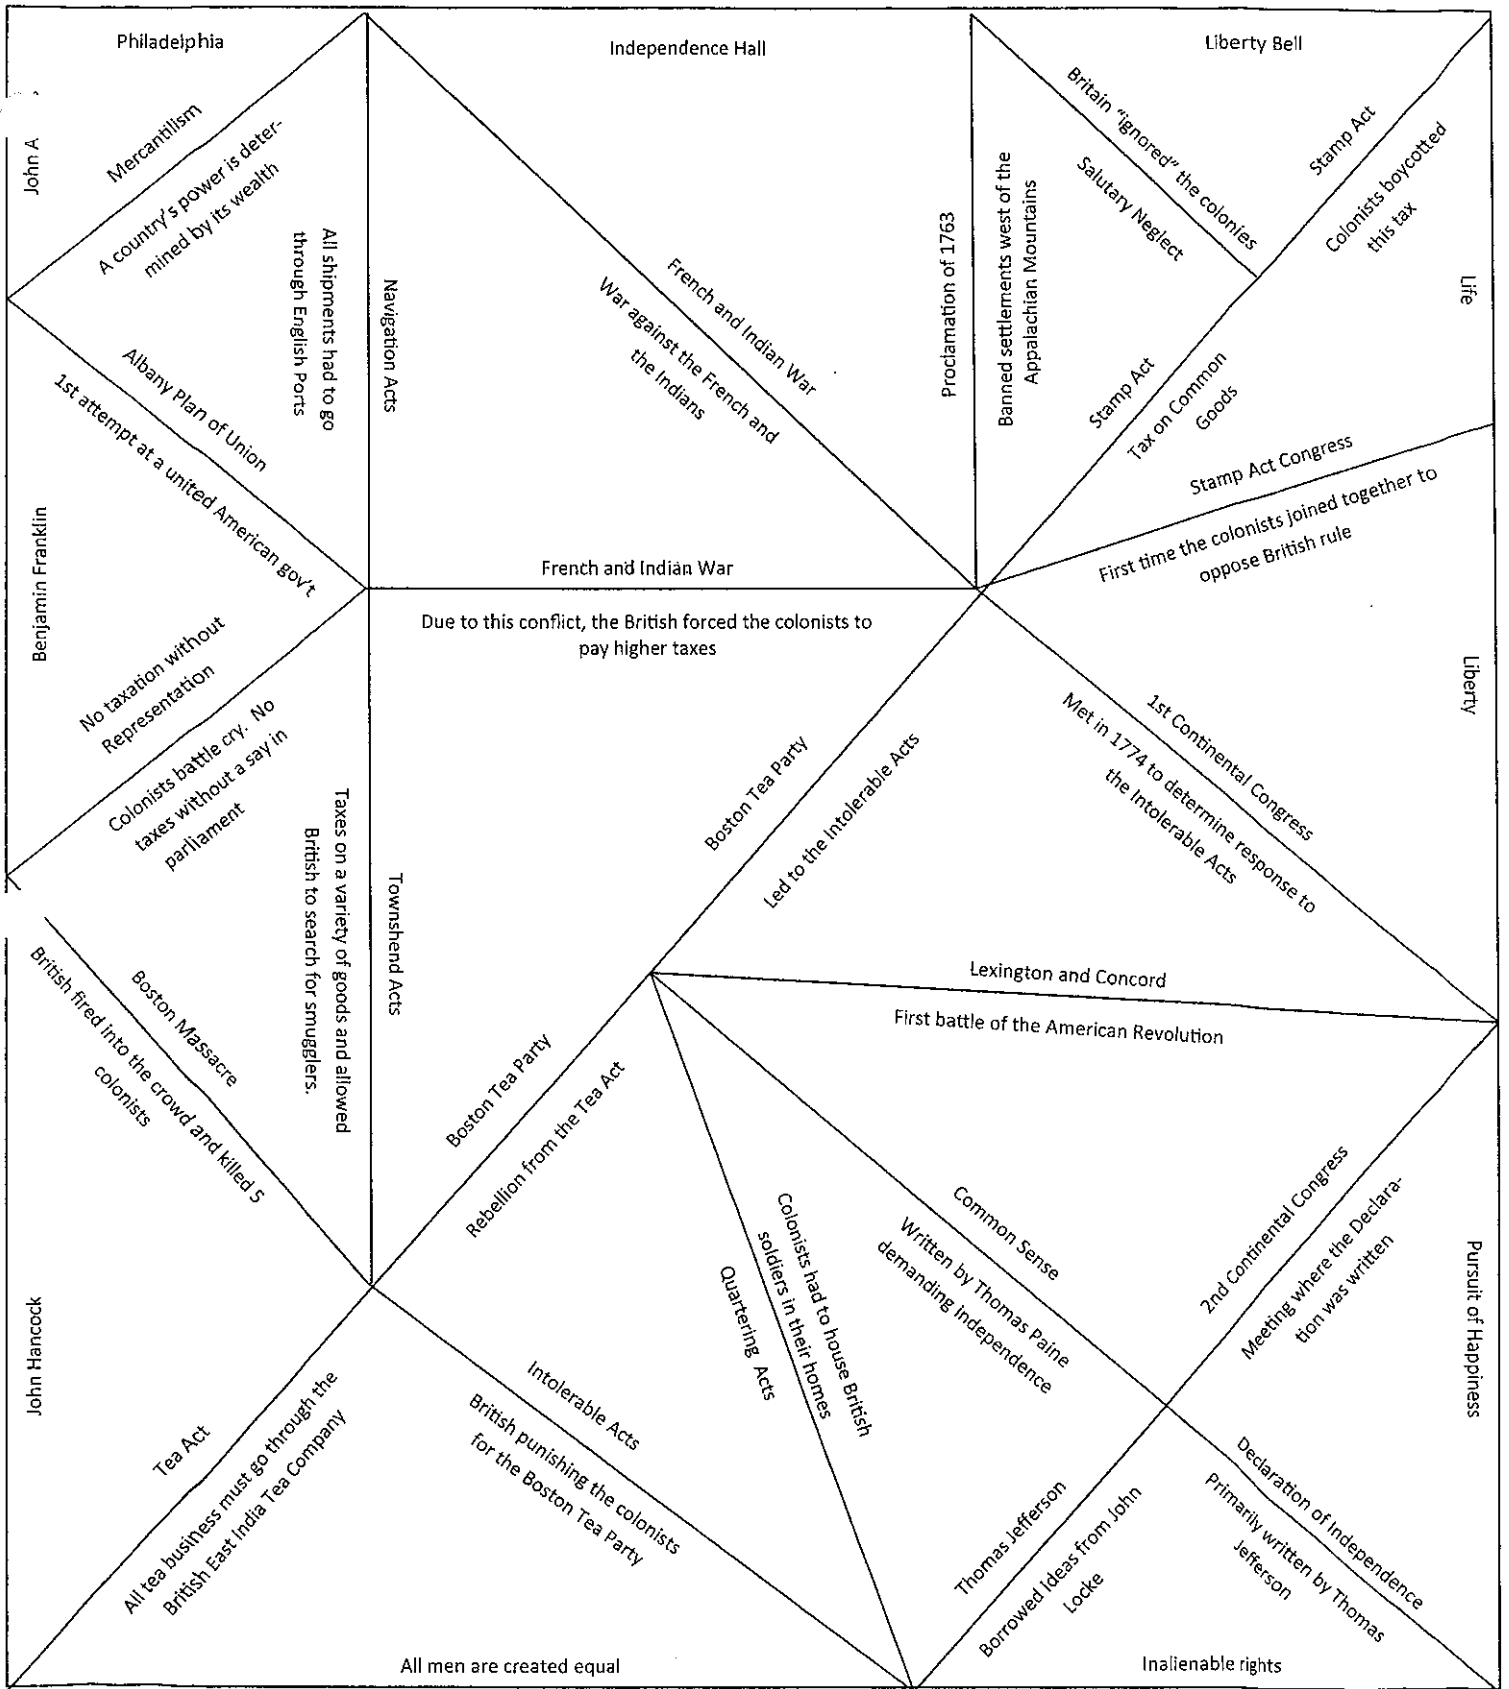 Philadelphia
Independence Hall
Liberty Bell
John A
Mercantilism
A country's power is deter-
mined by its wealth
All shipments had to go
through English Ports
Navigation Acts
French and Indian War
War against the French and
the Indians
Proclamation of 1763
Banned settlements west of the
Appalachian Mountains
Britain "ignored" the colonies
Salutary Neglect
Stamp Act
Colonists boycotted
this tax
Life
Stamp Act
Tax on Common
Goods
Stamp Act Congress
First time the colonists joined together to
oppose British rule
Albany Plan of Union
1st attempt at a united American gov't
Benjamin Franklin
French and Indian War
Due to this conflict, the British forced the colonists to
pay higher taxes
No taxation without
Representation
Colonists battle cry. No
taxes without a say in
parliament
Taxes on a variety of goods and allowed
British to search for smugglers.
Townshend Acts
Boston Tea Party
Led to the Intolerable Acts
1st Continental Congress
Met in 1774 to determine response to
the Intolerable Acts
Liberty
Lexington and Concord
First battle of the American Revolution
Boston Massacre
British fired into the crowd and killed 5
colonists
Boston Tea Party
Rebellion from the Tea Act
Colonists had to house British
soldiers in their homes
Quartering Acts
Common Sense
Written by Thomas Paine
demanding independence
2nd Continental Congress
Meeting where the Declara-
tion was written
Pursuit of Happiness
John Hancock
Tea Act
All tea business must go through the
British East India Tea Company
Intolerable Acts
British punishing the colonists
for the Boston Tea Party
Thomas Jefferson
Borrowed Ideas from John
Locke
Declaration of Independence
Primarily written by Thomas
Jefferson
All men are created equal
Inalienable rights